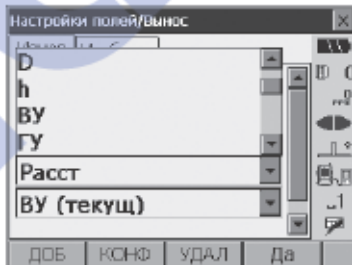 Настройки полей/Вынос
D
h
ВУ
ГУ
Расст
ВУ (текущ)
ДОБ КОНФ УДАЛ Да